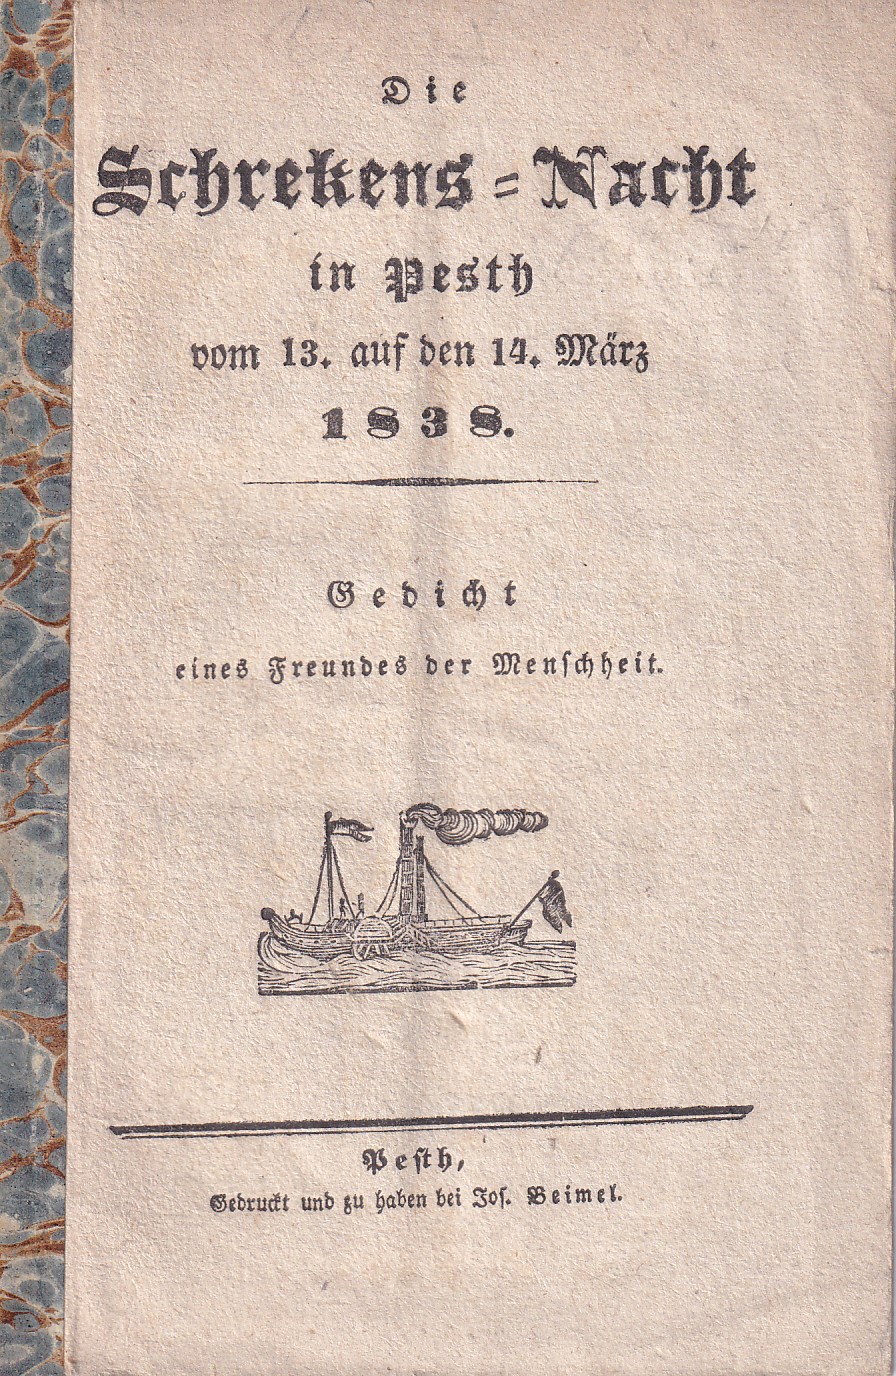 Die
Schrekens=Nacht
in Pesth
vom 13. auf den 14. März
1838.
Gedicht
eines Freundes der Menſchheit.
Peſth,
Gedruckt und zu haben bei Joſ. Beimel.